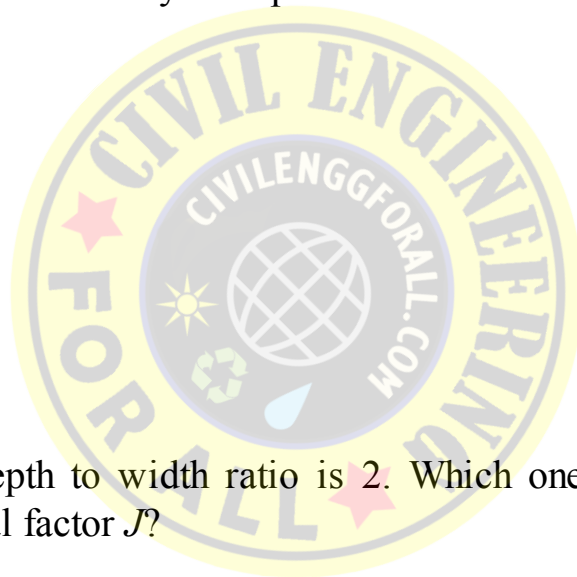 CIVIL ENGINEERING
CIVILENGGFORALL.COM
FOR ALL
epth to width ratio is 2. Which one
l factor J?